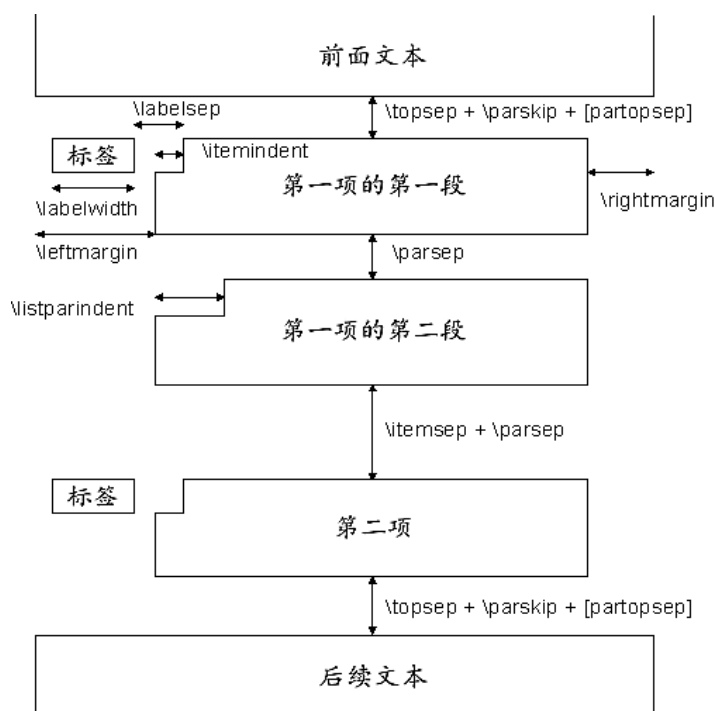 前面文本
\labelsep
\topsep + \parskip + [partopsep]
标签
\itemindent
第一项的第一段
\labelwidth
\rightmargin
\leftmargin
\parsep
\listparindent
第一项的第二段
\itemsep + \parsep
标签
第二项
\topsep + \parskip + [partopsep]
后续文本